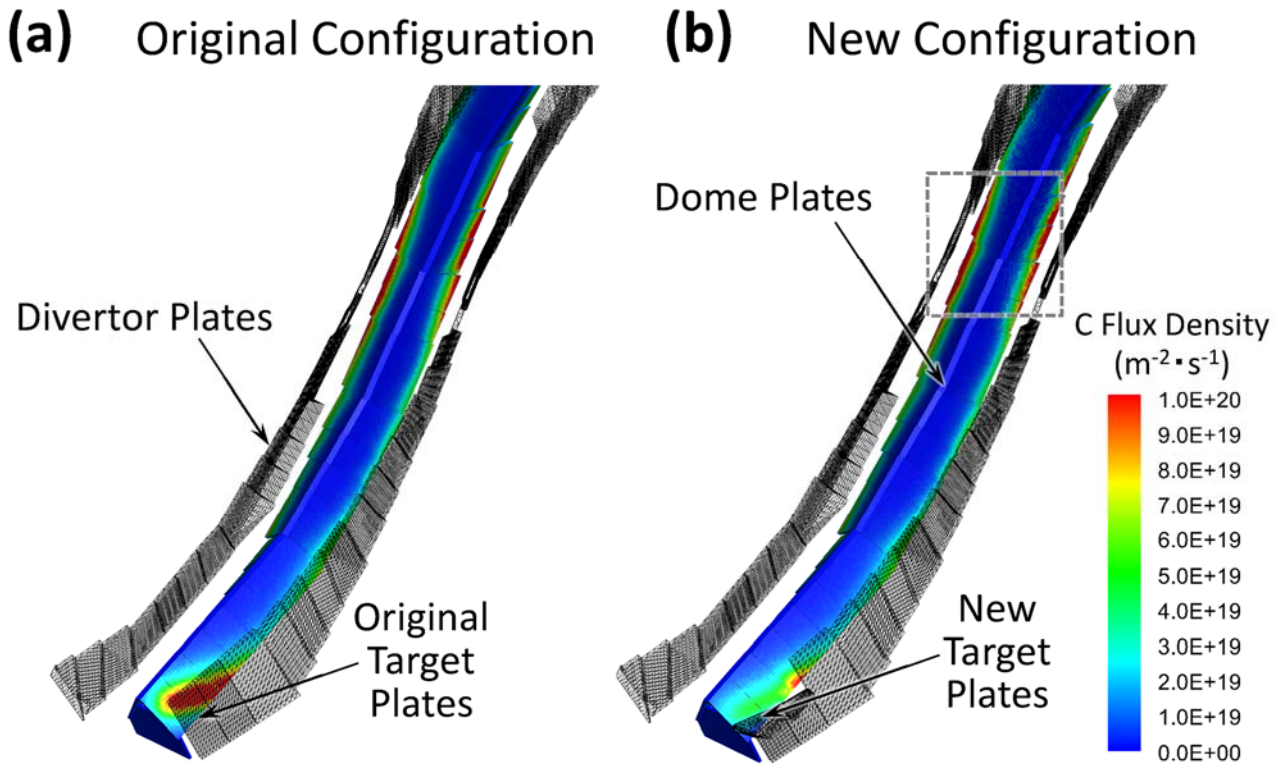 (a) Original Configuration
(b) New Configuration
Dome Plates
Divertor Plates
C Flux Density
(m⁻²▪s⁻¹)
1.0E+20
9.0E+19
8.0E+19
7.0E+19
6.0E+19
5.0E+19
4.0E+19
3.0E+19
2.0E+19
1.0E+19
0.0E+00
Original
Target
Plates
New
Target
Plates